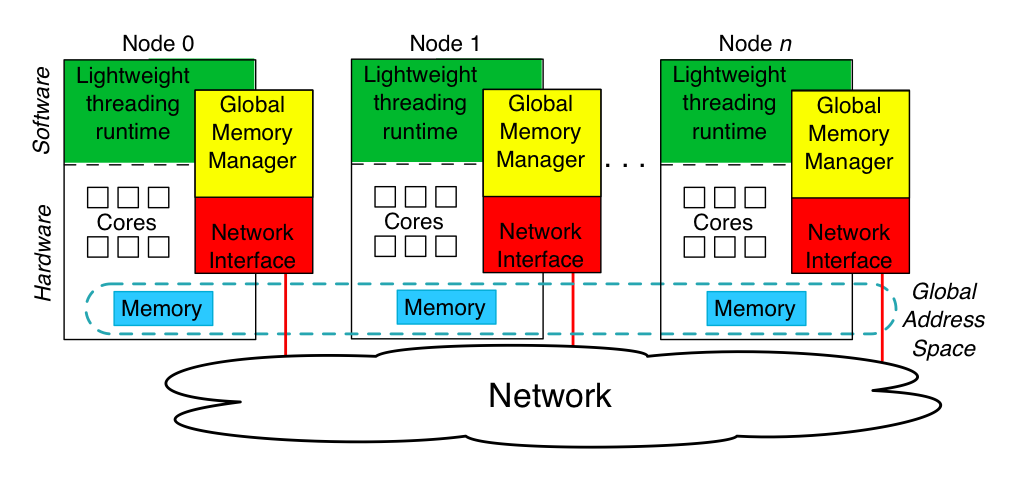 Node 0
Node 1
Node n
Software
Lightweight
threading
runtime
Global
Memory
Manager
Lightweight
threading
runtime
Global
Memory
Manager
. . .
Lightweight
threading
runtime
Global
Memory
Manager
Hardware
Cores
Network
Interface
Cores
Network
Interface
Cores
Network
Interface
Memory
Memory
Memory
Global
Address
Space
Network